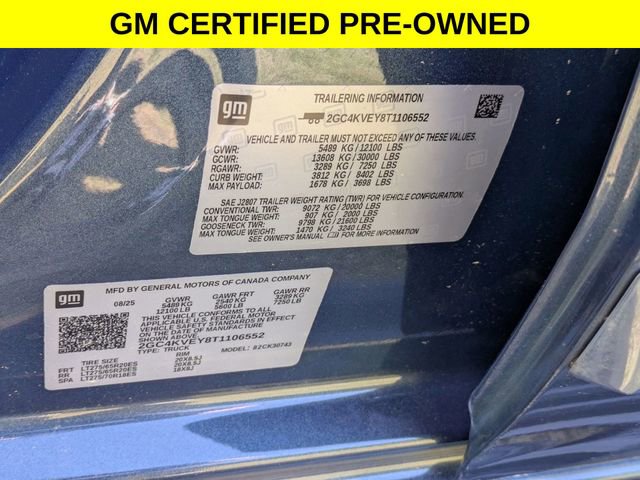 GM CERTIFIED PRE-OWNED
gm
TRAILERING INFORMATION
2GC4KVEY8T1106552
VEHICLE AND TRAILER MUST NOT EXCEED ANY OF THESE VALUES.
GVWR: 5489 KG / 12100 LBS
GCWR: 13608 KG / 30000 LBS
RGAWR: 3289 KG / 7250 LBS
CURB WEIGHT: 3812 KG / 8402 LBS
MAX PAYLOAD: 1678 KG / 3698 LBS
SAE J2807 TRAILER WEIGHT RATING (TWR) FOR VEHICLE CONFIGURATION.
CONVENTIONAL TWR: 9072 KG / 20000 LBS
MAX TONGUE WEIGHT: 907 KG / 2000 LBS
GOOSENECK TWR: 9798 KG / 21600 LBS
MAX TONGUE WEIGHT: 1470 KG / 3240 LBS
SEE OWNER'S MANUAL FOR MORE INFORMATION.
gm
MFD BY GENERAL MOTORS OF CANADA COMPANY
08/25 GVWR GAWR FRT GAWR RR
5489 KG 2540 KG 3289 KG
12100 LB 5600 LB 7250 LB
THIS VEHICLE CONFORMS TO ALL
APPLICABLE U.S. FEDERAL MOTOR
VEHICLE SAFETY STANDARDS IN
EFFECT ON THE DATE OF MANUFACTURE
SHOWN ABOVE.
2GC4KVEY8T1106552
TYPE: TRUCK MODEL: 82CK30743
RIM
FRT LT275/65R20ES 20X8.5J
RR LT275/65R20ES 20X8.5J
SPA LT275/70R18ES 18X8J